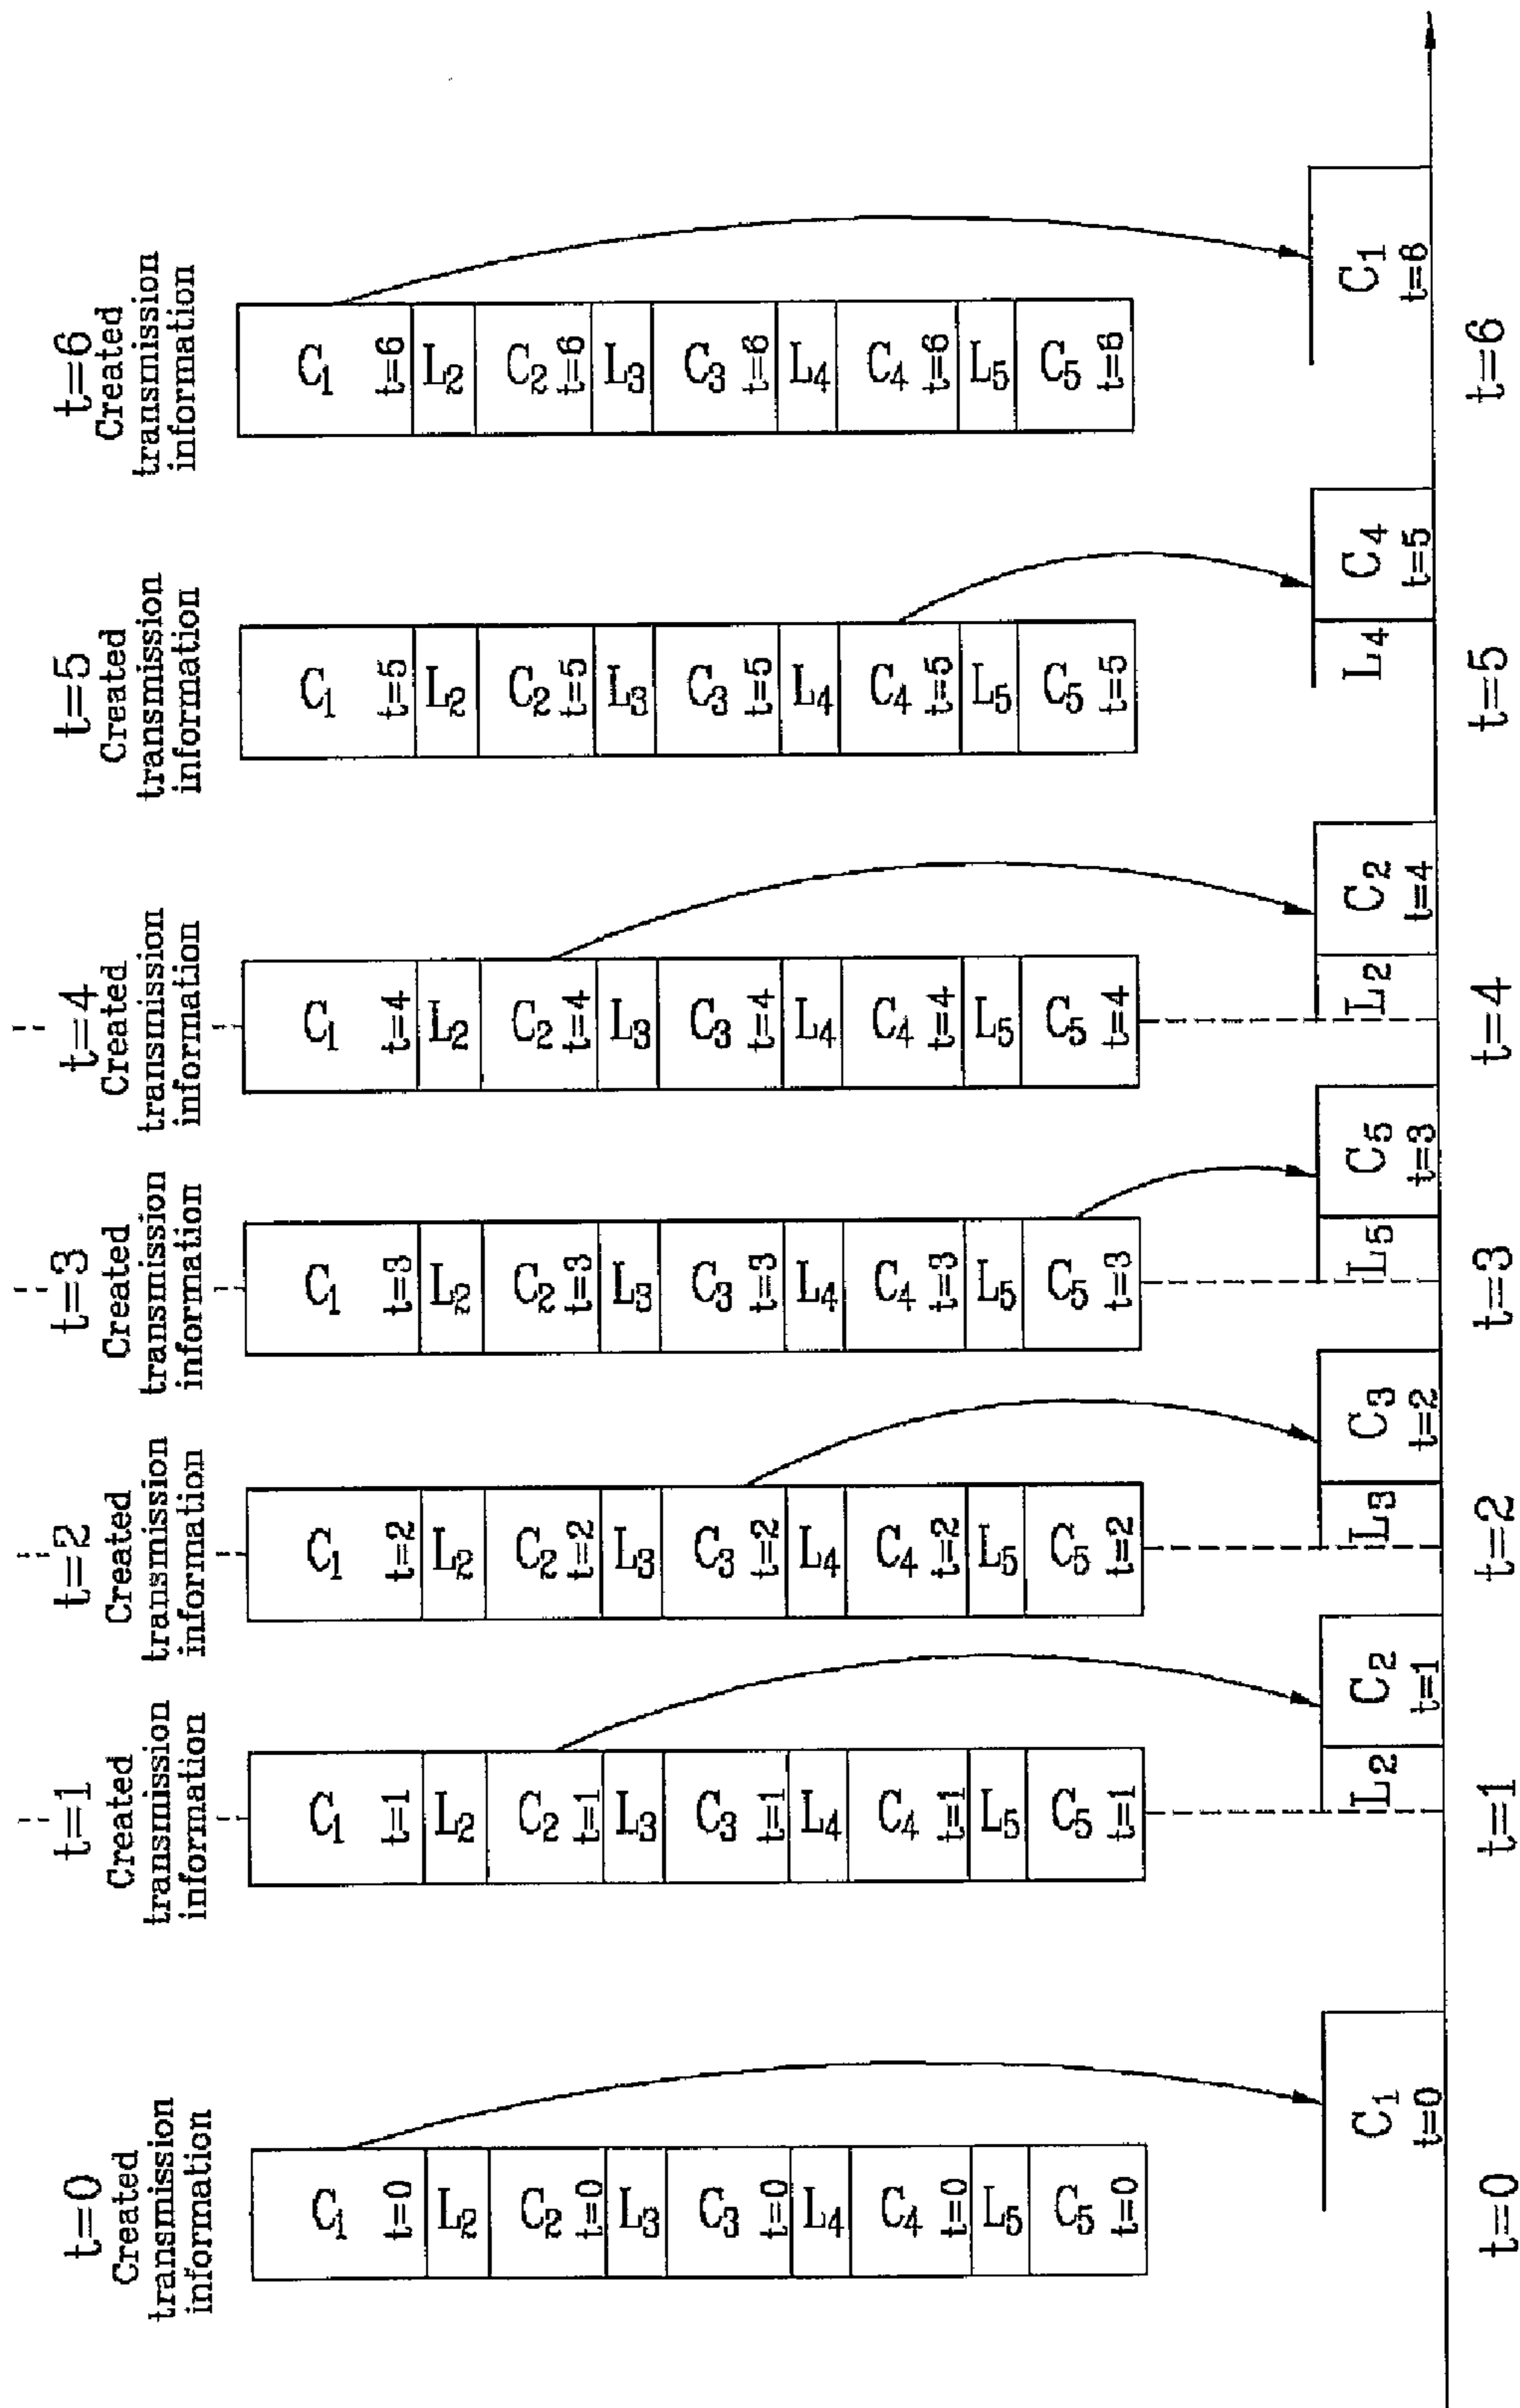 t=0
Created
transmission
information
C₁
t=0
L₂
C₂
t=0
L₃
C₃
t=0
L₄
C₄
t=0
L₅
C₅
t=0
C₁
t=0
t=0
t=1
Created
transmission
information
C₁
t=1
L₂
C₂
t=1
L₃
C₃
t=1
L₄
C₄
t=1
L₅
C₅
t=1
L₂
C₂
t=1
t=1
t=2
Created
transmission
information
C₁
t=2
L₂
C₂
t=2
L₃
C₃
t=2
L₄
C₄
t=2
L₅
C₅
t=2
L₃
C₃
t=2
t=2
t=3
Created
transmission
information
C₁
t=3
L₂
C₂
t=3
L₃
C₃
t=3
L₄
C₄
t=3
L₅
C₅
t=3
L₅
C₅
t=3
t=3
t=4
Created
transmission
information
C₁
t=4
L₂
C₂
t=4
L₃
C₃
t=4
L₄
C₄
t=4
L₅
C₅
t=4
L₂
C₂
t=4
t=4
t=5
Created
transmission
information
C₁
t=5
L₂
C₂
t=5
L₃
C₃
t=5
L₄
C₄
t=5
L₅
C₅
t=5
L₄
C₄
t=5
t=5
t=6
Created
transmission
information
C₁
t=6
L₂
C₂
t=6
L₃
C₃
t=6
L₄
C₄
t=6
L₅
C₅
t=6
C₁
t=6
t=6